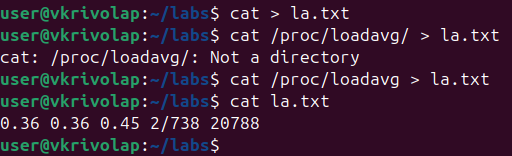 user@vkrivolap:~/labs$ cat > la.txt
user@vkrivolap:~/labs$ cat /proc/loadavg/ > la.txt
cat: /proc/loadavg/: Not a directory
user@vkrivolap:~/labs$ cat /proc/loadavg > la.txt
user@vkrivolap:~/labs$ cat la.txt
0.36 0.36 0.45 2/738 20788
user@vkrivolap:~/labs$